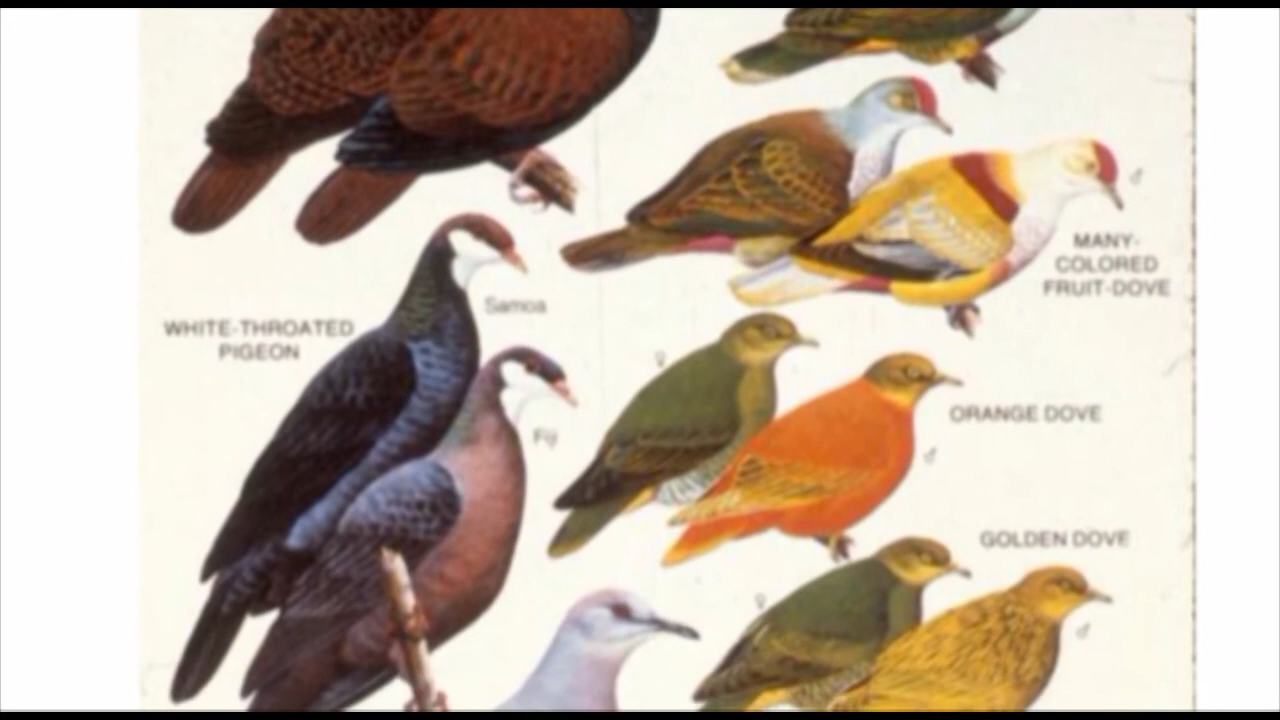 MANY-
COLORED
FRUIT-DOVE
Samoa
WHITE-THROATED
PIGEON
♀
ORANGE DOVE
Fiji
♂
GOLDEN DOVE
♀
♂